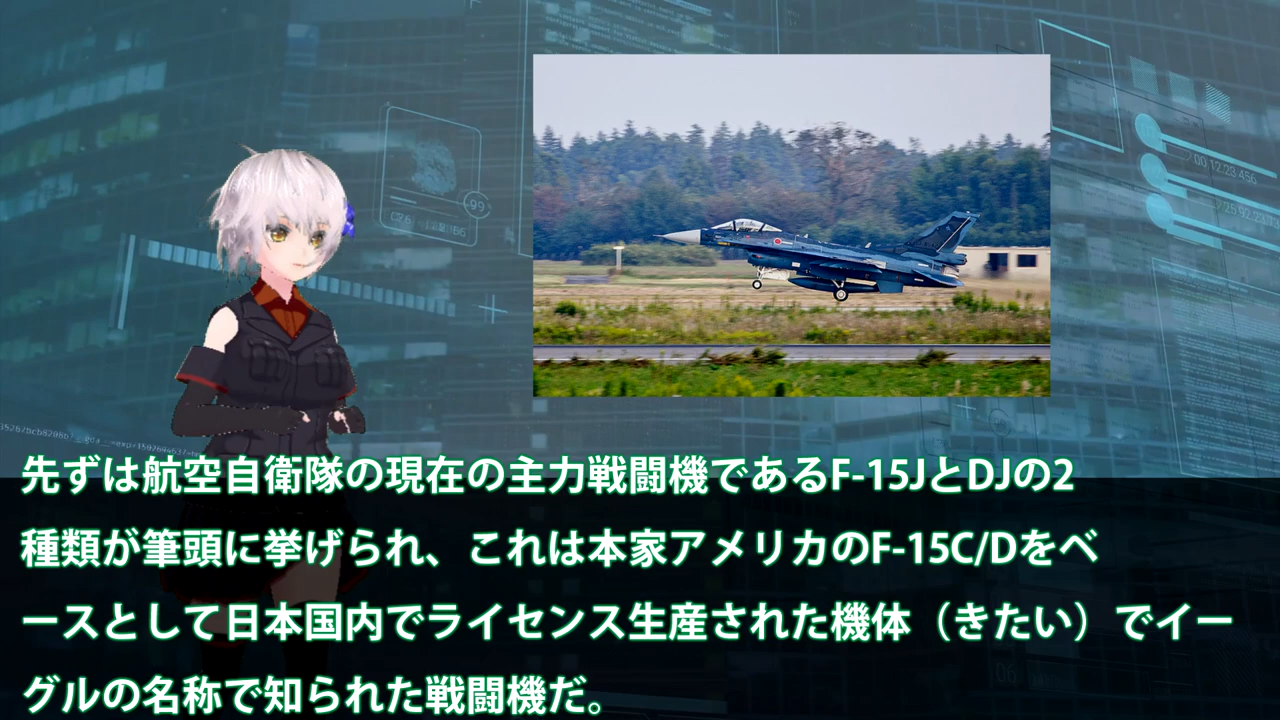 -99
00.12.23.456
先ずは航空自衛隊の現在の主力戦闘機であるF-15JとDJの2
種類が筆頭に挙げられ、これは本家アメリカのF-15C/Dをベ
ースとして日本国内でライセンス生産された機体（きたい）でイー
グルの名称で知られた戦闘機だ。